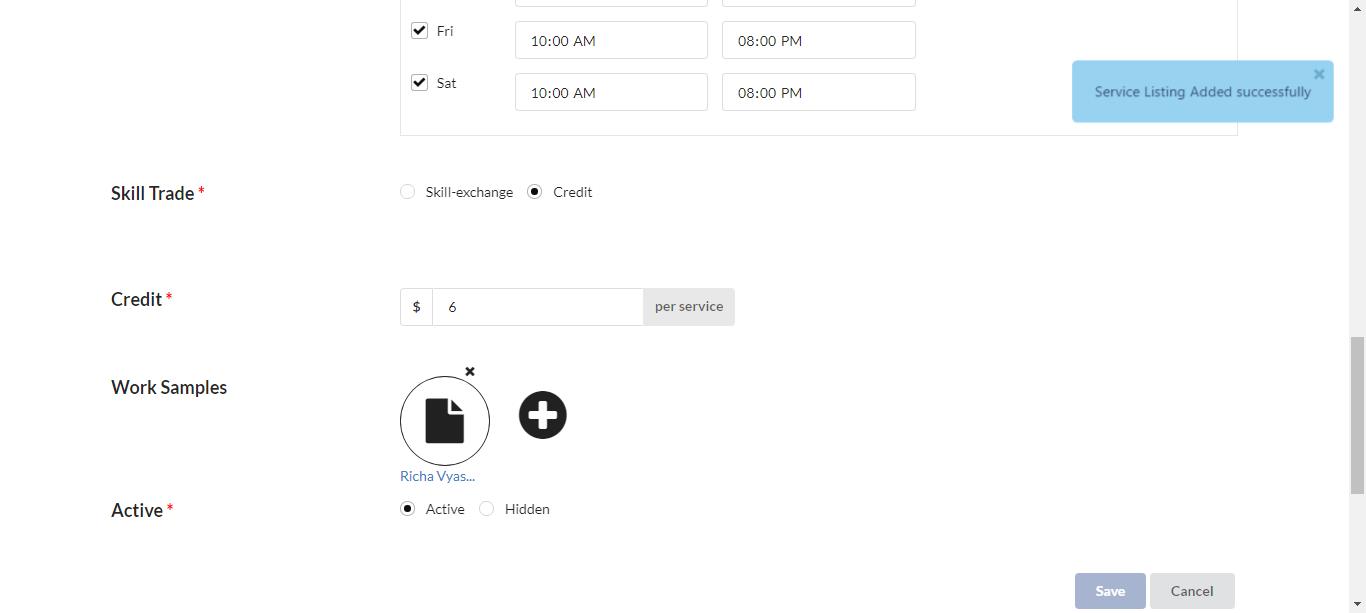 Fri
10:00 AM 08:00 PM
Sat
10:00 AM 08:00 PM
Service Listing Added successfully
Skill Trade *
Skill-exchange Credit
Credit *
$ 6 per service
Work Samples
Richa Vyas...
Active *
Active Hidden
Save Cancel